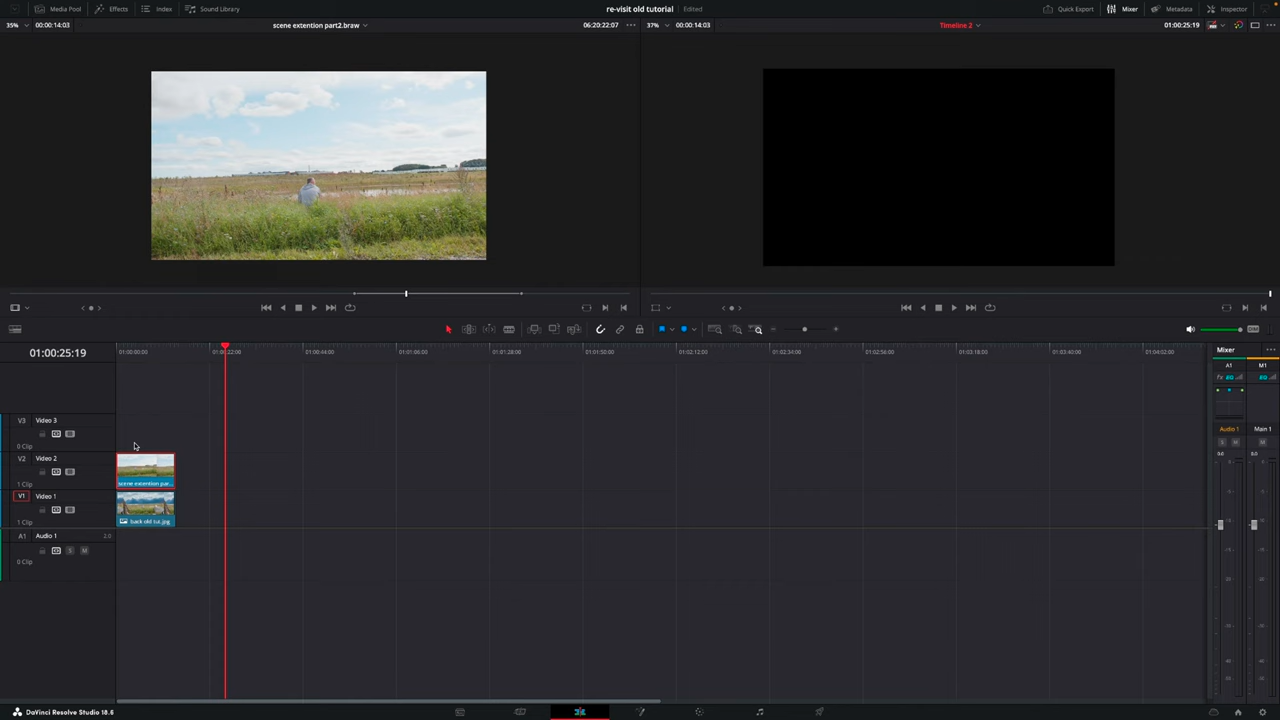 Media Pool Effects Index Sound Library re-visit old tutorial Edited Quick Export Mixer Metadata Inspector
35% 00:00:14:03 scene extention part2.braw 06:20:22:07 37% 00:00:14:03 Timeline 2 01:00:25:19
01:00:25:19 01:00:00:00 01:00:22:00 01:00:44:00 01:01:06:00 01:01:28:00 01:01:50:00 01:02:12:00 01:02:34:00 01:02:56:00 01:03:18:00 01:03:40:00 01:04:02:00 Mixer
A1 M1
V3 Video 3
Audio 1 Main 1
S M M
0 Clip
0.0 0.0
V2 Video 2
1 Clip scene extention par...
V1 Video 1
1 Clip back old tut.jpg
A1 Audio 1 2.0
S M
0 Clip
DaVinci Resolve Studio 18.6